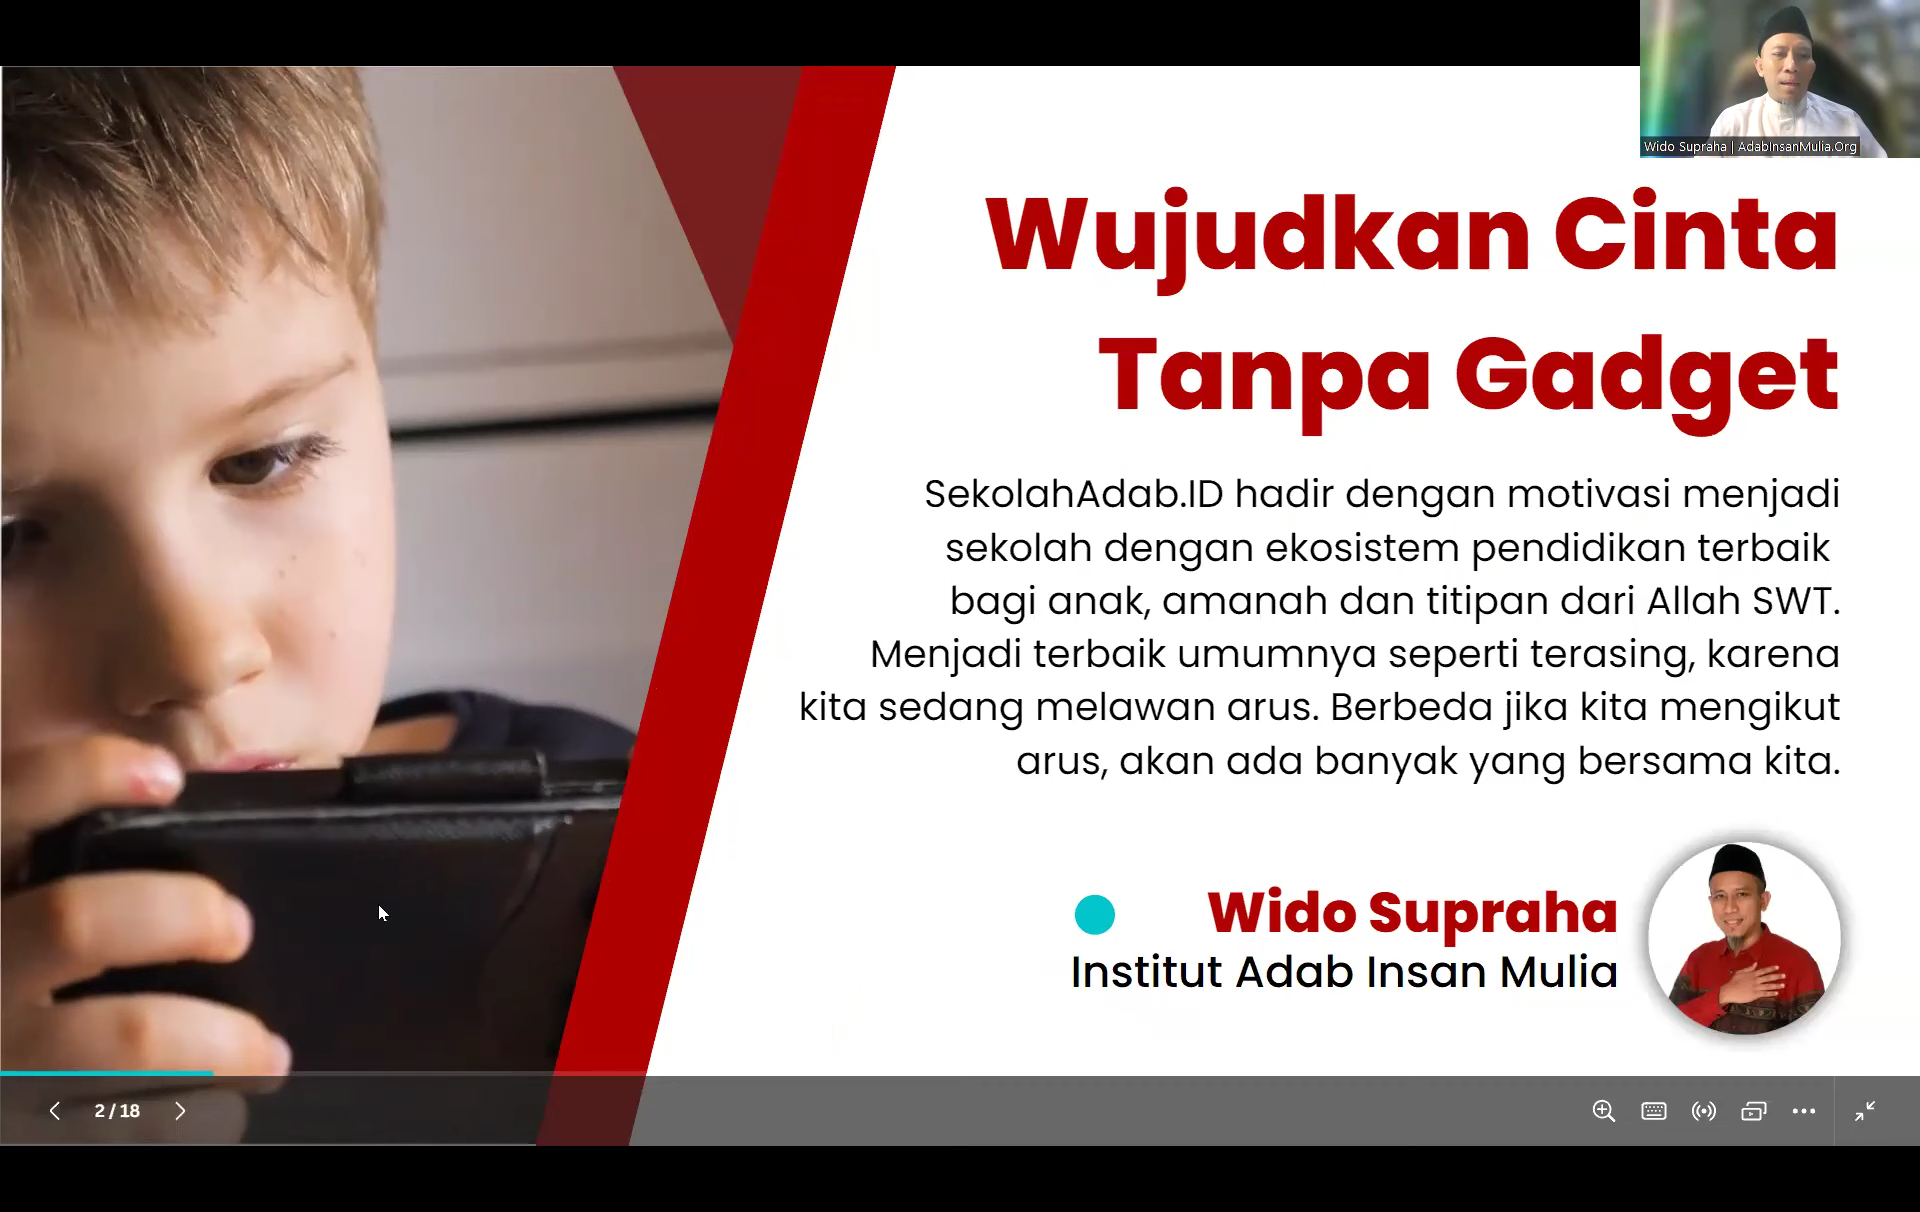 Wido Supraha | AdabInsanMulia.Org
Wujudkan Cinta
Tanpa Gadget
SekolahAdab.ID hadir dengan motivasi menjadi
sekolah dengan ekosistem pendidikan terbaik
bagi anak, amanah dan titipan dari Allah SWT.
Menjadi terbaik umumnya seperti terasing, karena
kita sedang melawan arus. Berbeda jika kita mengikut
arus, akan ada banyak yang bersama kita.
Wido Supraha
Institut Adab Insan Mulia
2 / 18